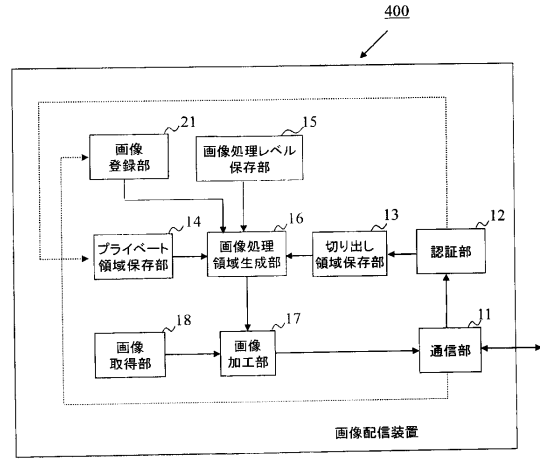 400
21
画像
登録部
15
画像処理レベル
保存部
14
プライベート
領域保存部
16
画像処理
領域生成部
13
切り出し
領域保存部
12
認証部
18
画像
取得部
17
画像
加工部
11
通信部
画像配信装置